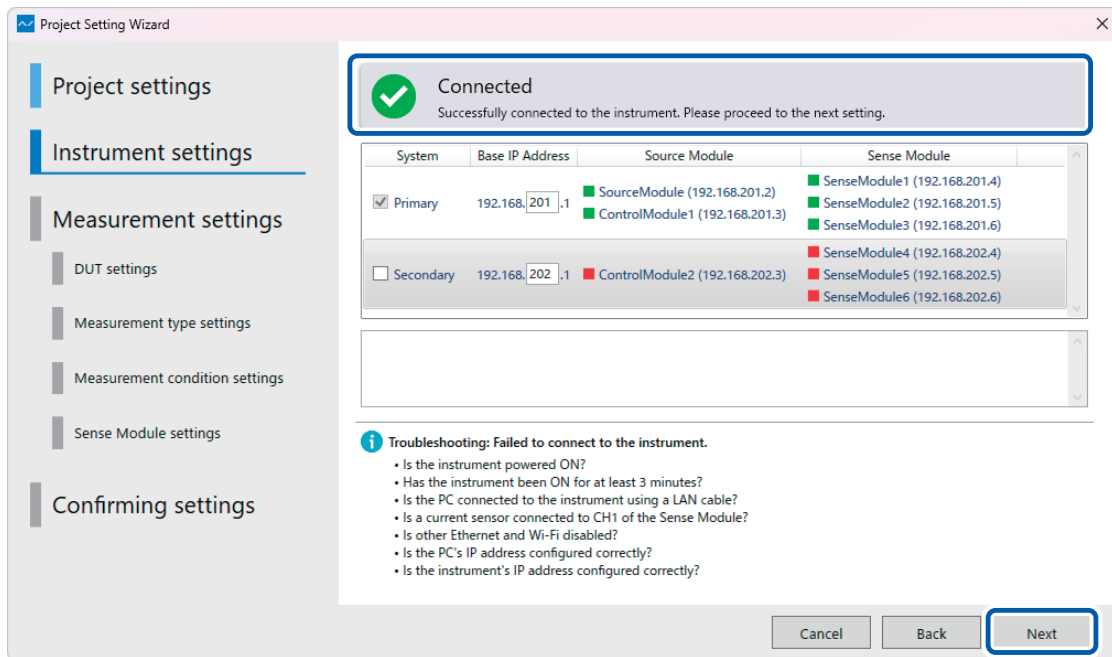 Project Setting Wizard
Project settings
Instrument settings
Measurement settings
DUT settings
Measurement type settings
Measurement condition settings
Sense Module settings
Confirming settings
Connected
Successfully connected to the instrument. Please proceed to the next setting.
System Base IP Address Source Module Sense Module
Primary 192.168. 201 .1
SourceModule (192.168.201.2)
ControlModule1 (192.168.201.3)
SenseModule1 (192.168.201.4)
SenseModule2 (192.168.201.5)
SenseModule3 (192.168.201.6)
Secondary 192.168. 202 .1
ControlModule2 (192.168.202.3)
SenseModule4 (192.168.202.4)
SenseModule5 (192.168.202.5)
SenseModule6 (192.168.202.6)
Troubleshooting: Failed to connect to the instrument.
• Is the instrument powered ON?
• Has the instrument been ON for at least 3 minutes?
• Is the PC connected to the instrument using a LAN cable?
• Is a current sensor connected to CH1 of the Sense Module?
• Is other Ethernet and Wi-Fi disabled?
• Is the PC's IP address configured correctly?
• Is the instrument's IP address configured correctly?
Cancel Back Next